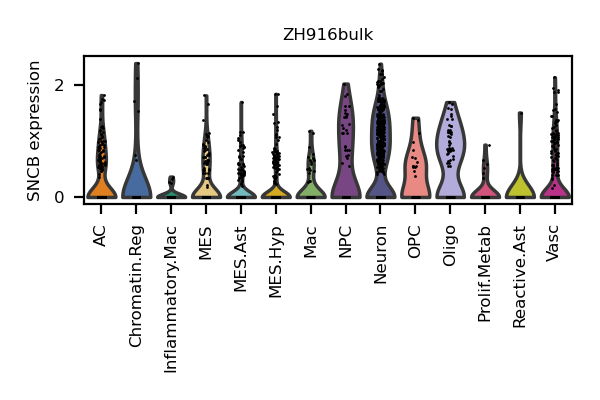 ZH916bulk
SNCB expression
2
0
AC
Chromatin.Reg
Inflammatory.Mac
MES
MES.Ast
MES.Hyp
Mac
NPC
Neuron
OPC
Oligo
Prolif.Metab
Reactive.Ast
Vasc